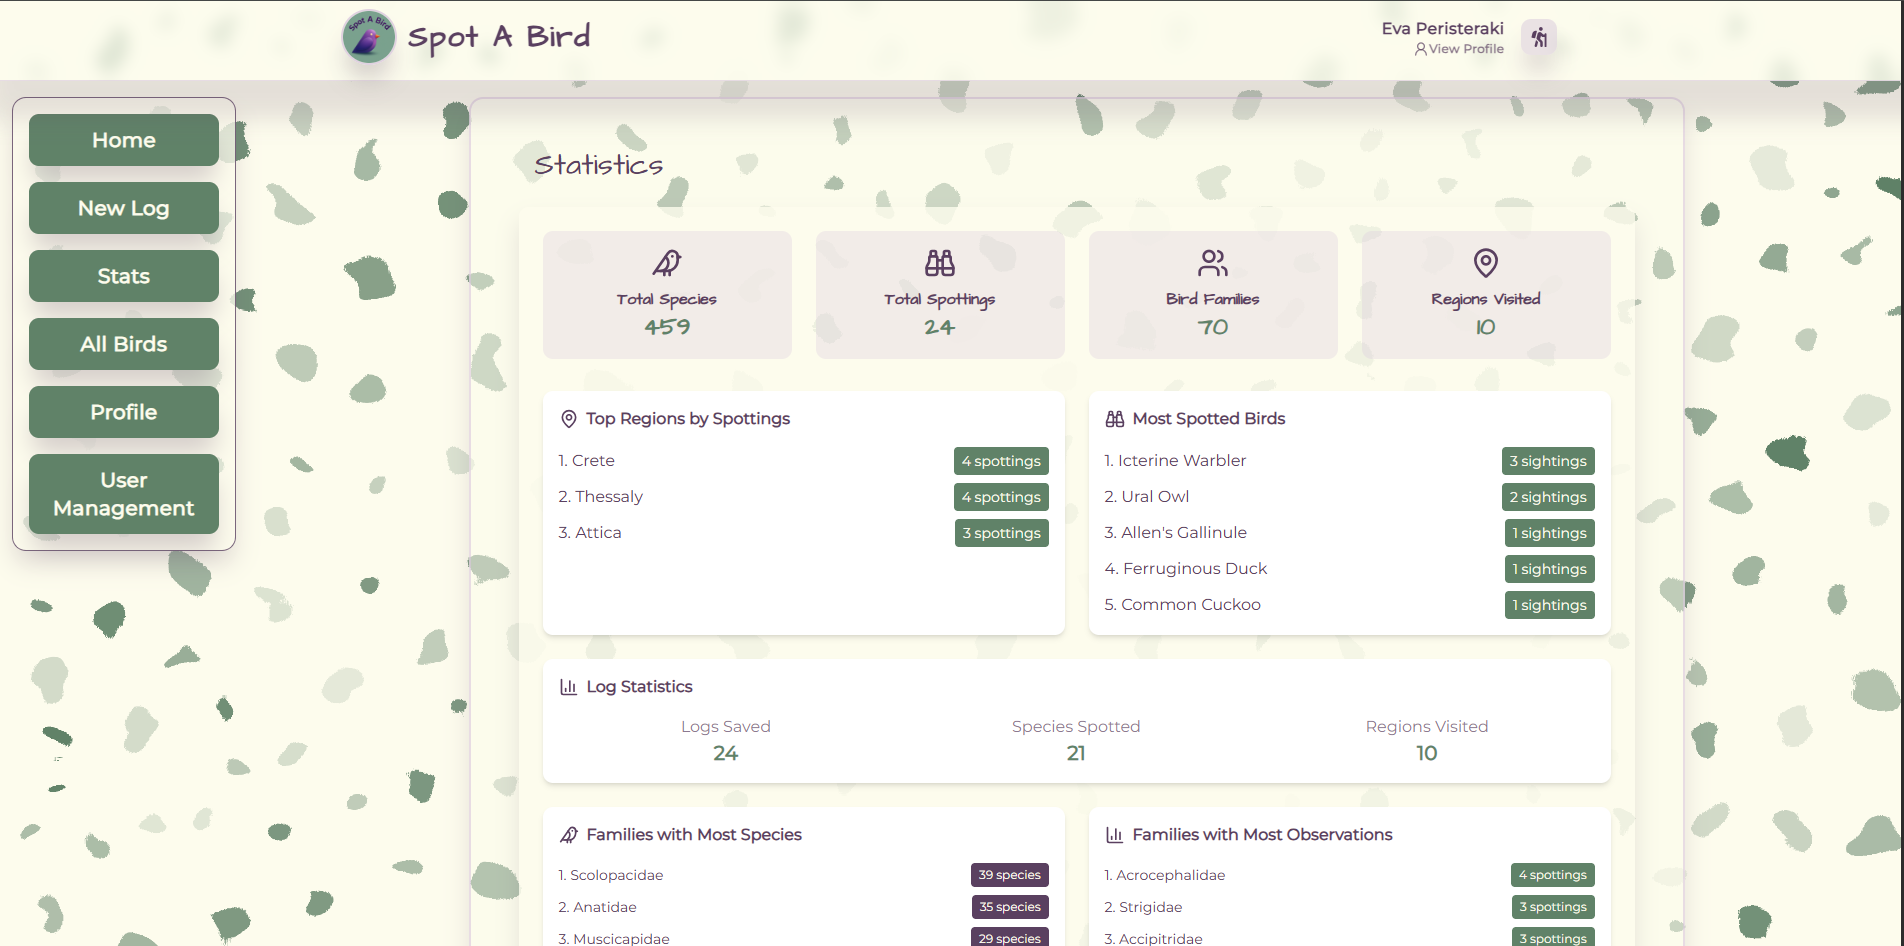 Spot A Bird
Spot A Bird
Eva Peristeraki
View Profile
Home
New Log
Stats
All Birds
Profile
User
Management
Statistics
Total Species
459
Total Spottings
24
Bird Families
70
Regions Visited
10
Top Regions by Spottings
1. Crete 4 spottings
2. Thessaly 4 spottings
3. Attica 3 spottings
Most Spotted Birds
1. Icterine Warbler 3 sightings
2. Ural Owl 2 sightings
3. Allen's Gallinule 1 sightings
4. Ferruginous Duck 1 sightings
5. Common Cuckoo 1 sightings
Log Statistics
Logs Saved
24
Species Spotted
21
Regions Visited
10
Families with Most Species
1. Scolopacidae 39 species
2. Anatidae 35 species
3. Muscicapidae 29 species
Families with Most Observations
1. Acrocephalidae 4 spottings
2. Strigidae 3 spottings
3. Accipitridae 3 spottings